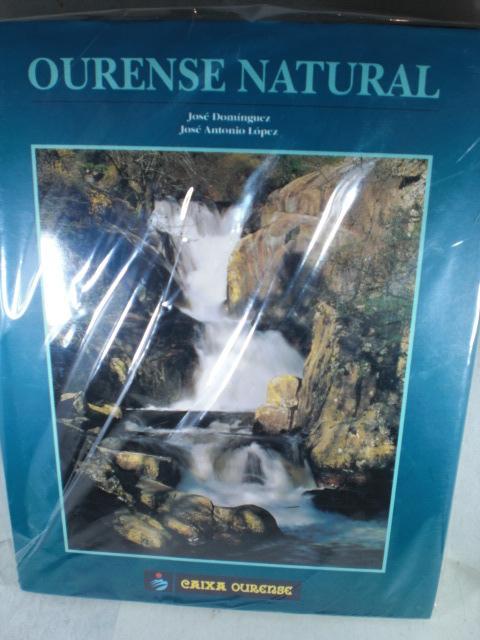 OURENSE NATURAL
José Domínguez
José Antonio López
CAIXA OURENSE